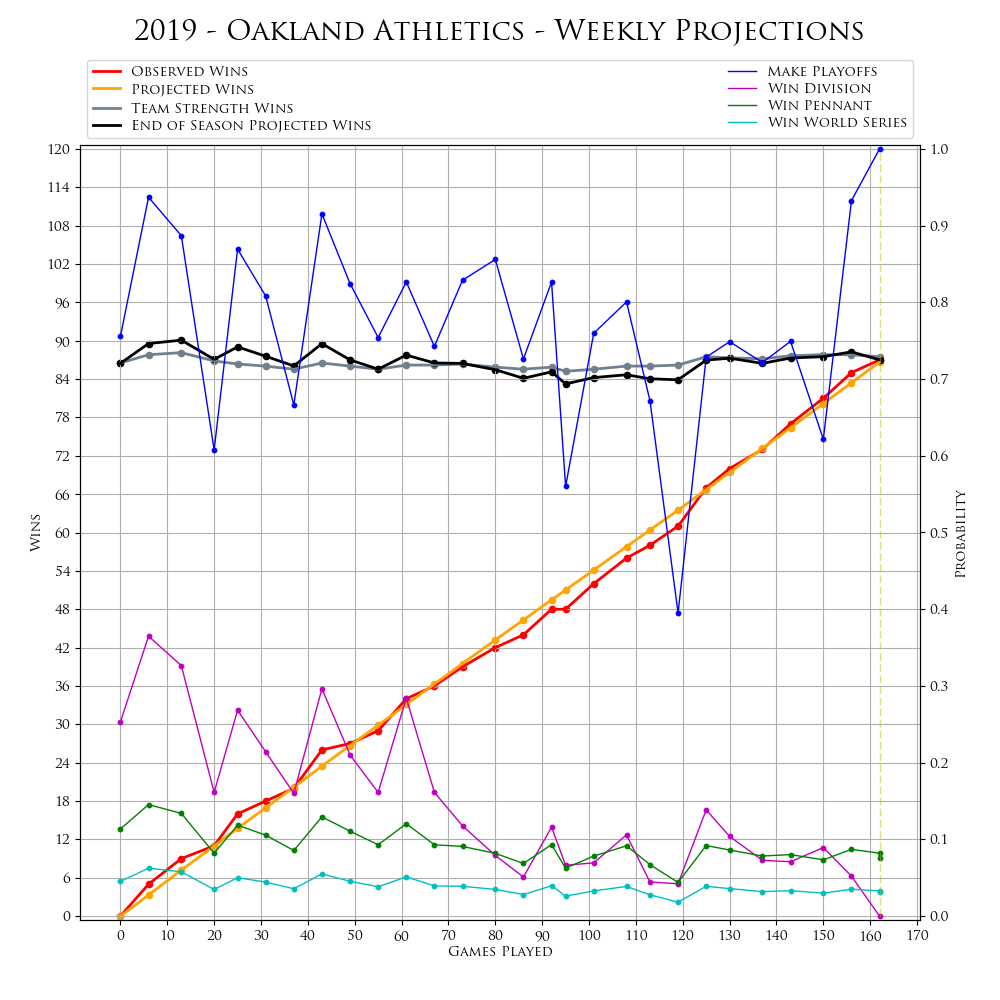 2019 - Oakland Athletics - Weekly Projections
Observed Wins
Projected Wins
Team Strength Wins
End of Season Projected Wins
Make Playoffs
Win Division
Win Pennant
Win World Series
120
114
108
102
96
90
84
78
72
66
60
54
48
42
36
30
24
18
12
6
0
Wins
1.0
0.9
0.8
0.7
0.6
0.5
0.4
0.3
0.2
0.1
0.0
Probability
0 10 20 30 40 50 60 70 80 90 100 110 120 130 140 150 160 170
Games Played